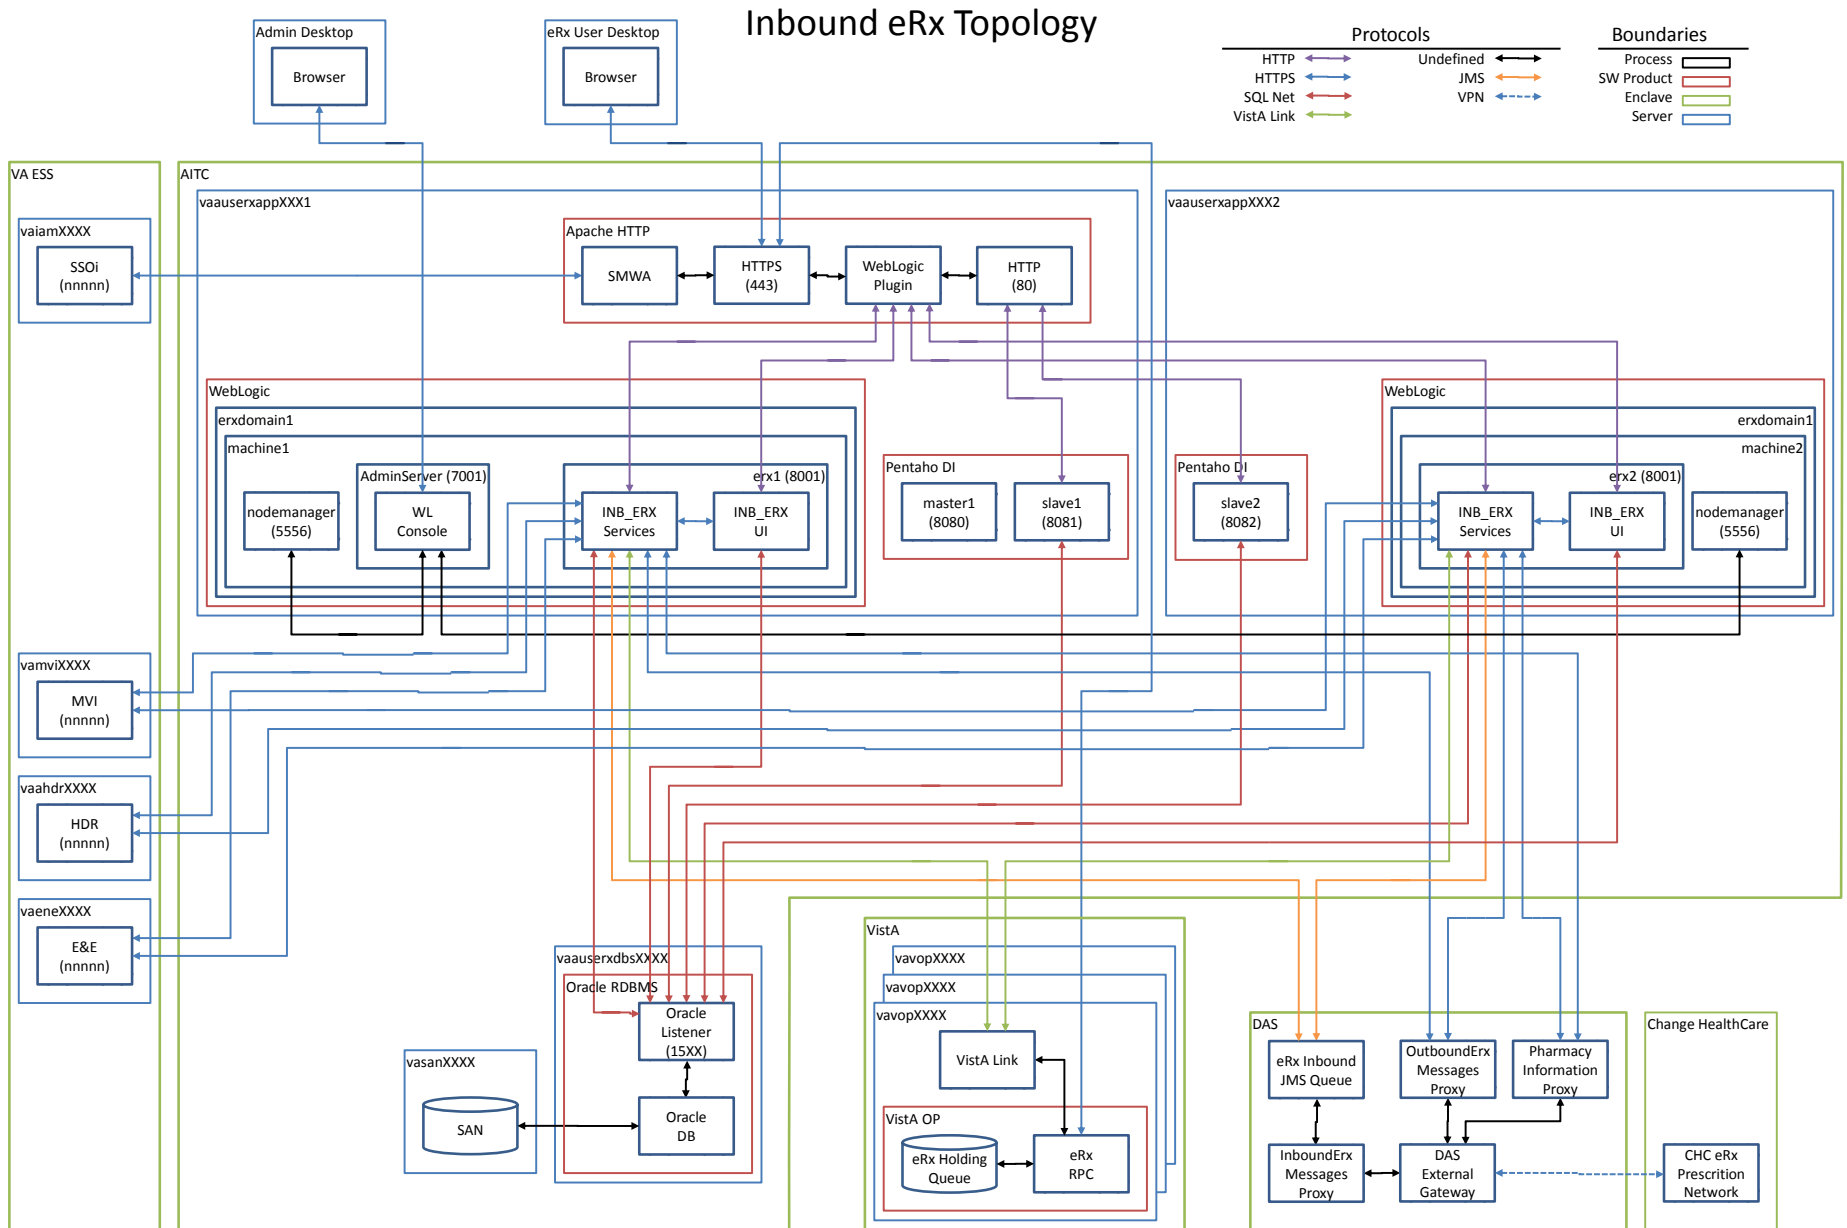 Inbound eRx Topology
Protocols
HTTP
HTTPS
SQL Net
VistA Link
Undefined
JMS
VPN
Boundaries
Process
SW Product
Enclave
Server
Admin Desktop
Browser
eRx User Desktop
Browser
VA ESS
AITC
vaauserxappXXX1
vaauserxappXXX2
vaiamXXXX
SSOi
(nnnnn)
Apache HTTP
SMWA
HTTPS
(443)
WebLogic
Plugin
HTTP
(80)
WebLogic
erxdomain1
machine1
nodemanager
(5556)
AdminServer (7001)
WL
Console
erx1 (8001)
INB_ERX
Services
INB_ERX
UI
Pentaho DI
master1
(8080)
slave1
(8081)
Pentaho DI
slave2
(8082)
WebLogic
erxdomain1
machine2
erx2 (8001)
INB_ERX
Services
INB_ERX
UI
nodemanager
(5556)
vamviXXXX
MVI
(nnnnn)
vaahdrXXXX
HDR
(nnnnn)
vaeneXXXX
E&E
(nnnnn)
vaauserxdbsXXXX
Oracle RDBMS
Oracle
Listener
(15XX)
Oracle
DB
vasanXXXX
SAN
VistA
vavopXXXX
vavopXXXX
vavopXXXX
VistA Link
VistA OP
eRx Holding
Queue
eRx
RPC
DAS
eRx Inbound
JMS Queue
OutboundErx
Messages
Proxy
Pharmacy
Information
Proxy
InboundErx
Messages
Proxy
DAS
External
Gateway
Change HealthCare
CHC eRx
Prescrition
Network